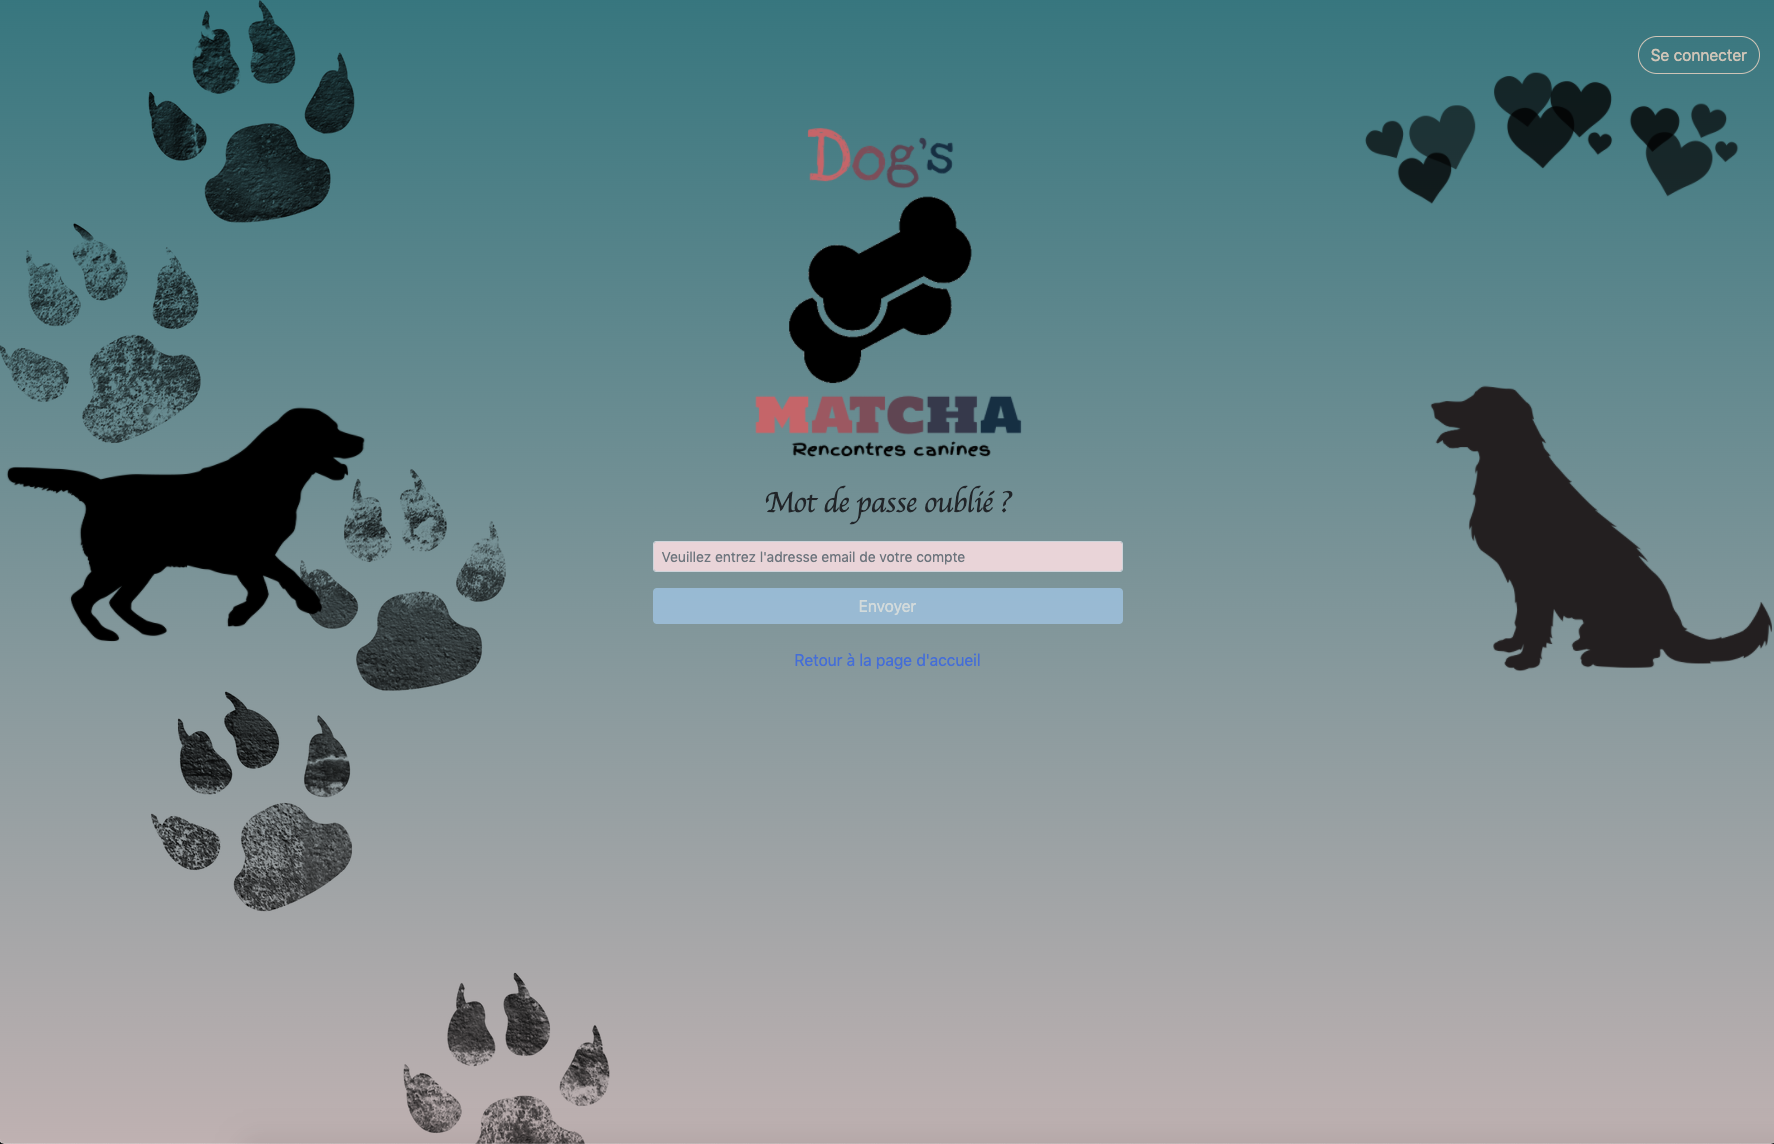 Se connecter
Dog's
MATCHA
Rencontres canines
Mot de passe oublié ?
Veuillez entrez l'adresse email de votre compte
Envoyer
Retour à la page d'accueil